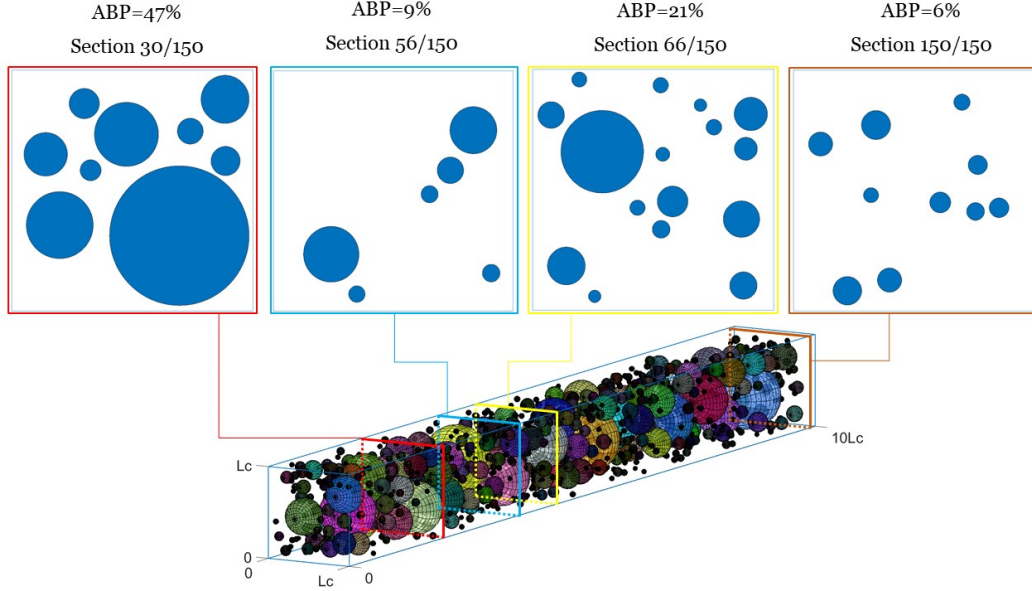 ABP=47%
Section 30/150
ABP=9%
Section 56/150
ABP=21%
Section 66/150
ABP=6%
Section 150/150
Lc
0
0
Lc
0
10Lc